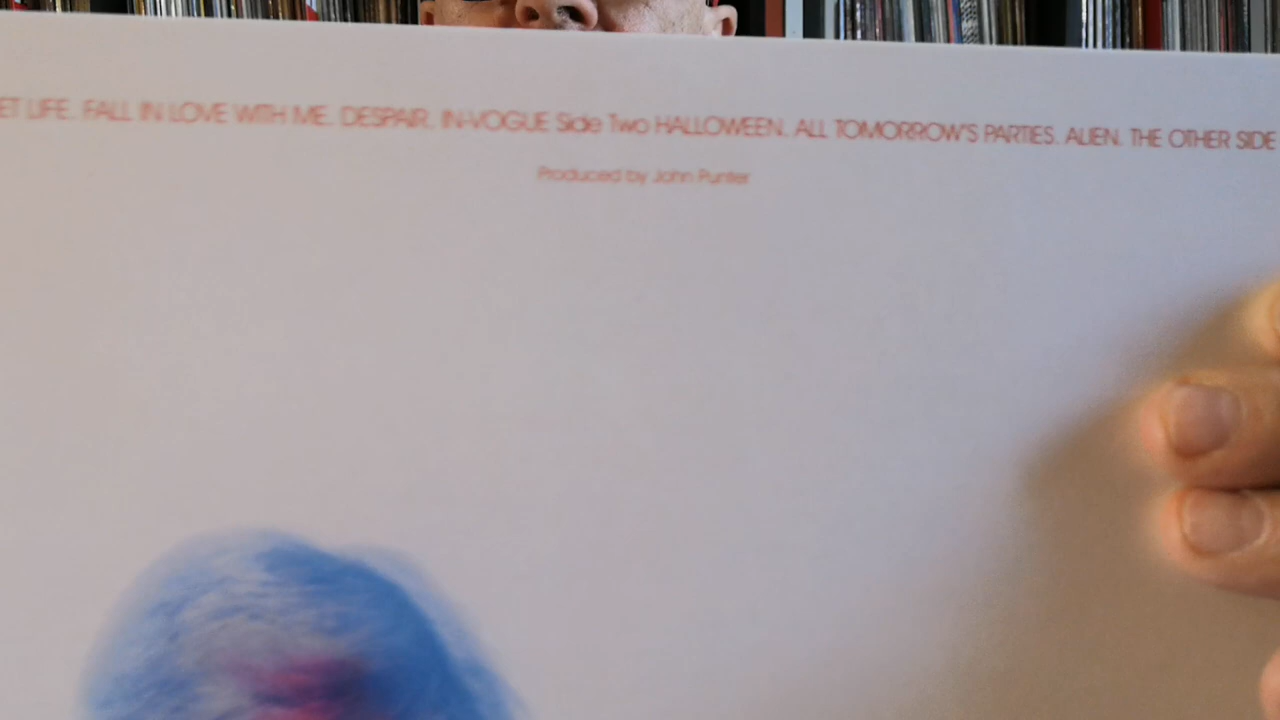 ET LIFE. FALL IN LOVE WITH ME. DESPAIR. IN-VOGUE Side Two HALLOWEEN. ALL TOMORROW'S PARTIES. ALIEN. THE OTHER SIDE
Produced by John Punter